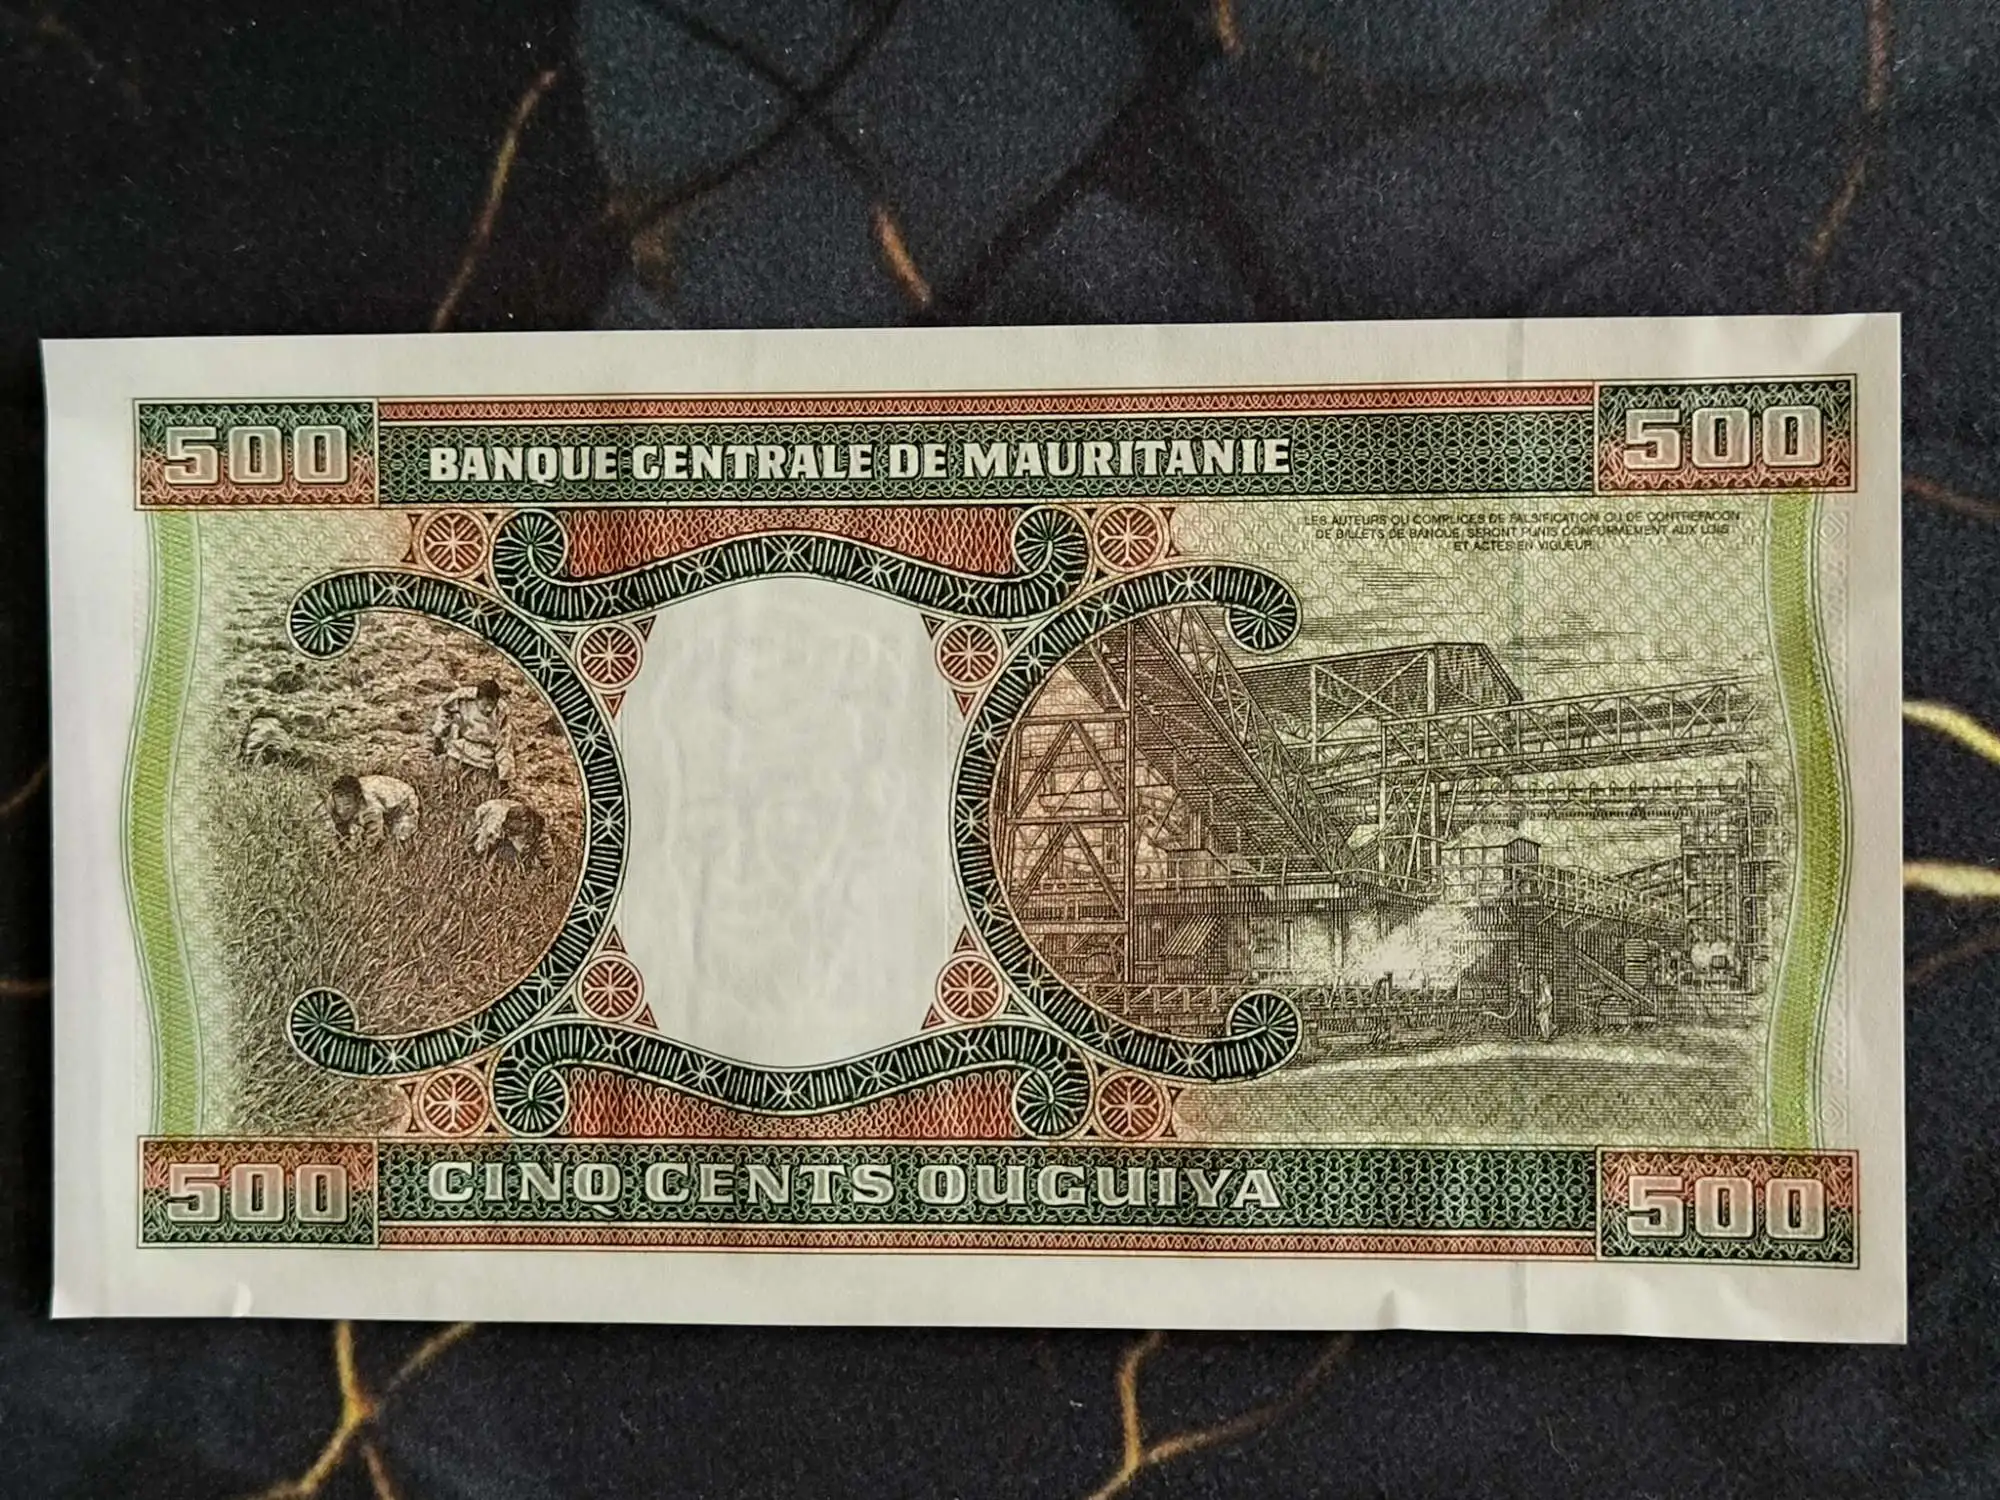 500
BANQUE CENTRALE DE MAURITANIE
500
LES AUTEURS OU COMPLICES DE FALSIFICATION OU DE CONTREFACON
DE BILLETS DE BANQUE SERONT PUNIS CONFORMEMENT AUX LOIS
ET ACTES EN VIGUEUR.
500
CINQ CENTS OUGUIYA
500